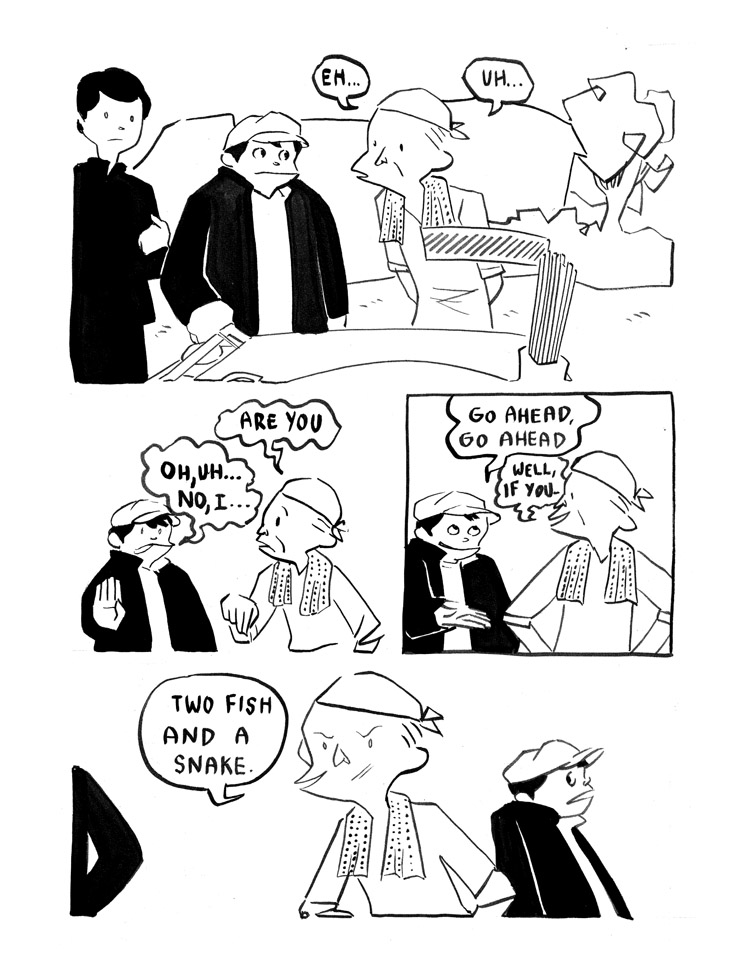 EH...
UH...
ARE YOU
OH, UH...
NO, I...
GO AHEAD,
GO AHEAD
WELL,
IF YOU-
TWO FISH
AND A
SNAKE.